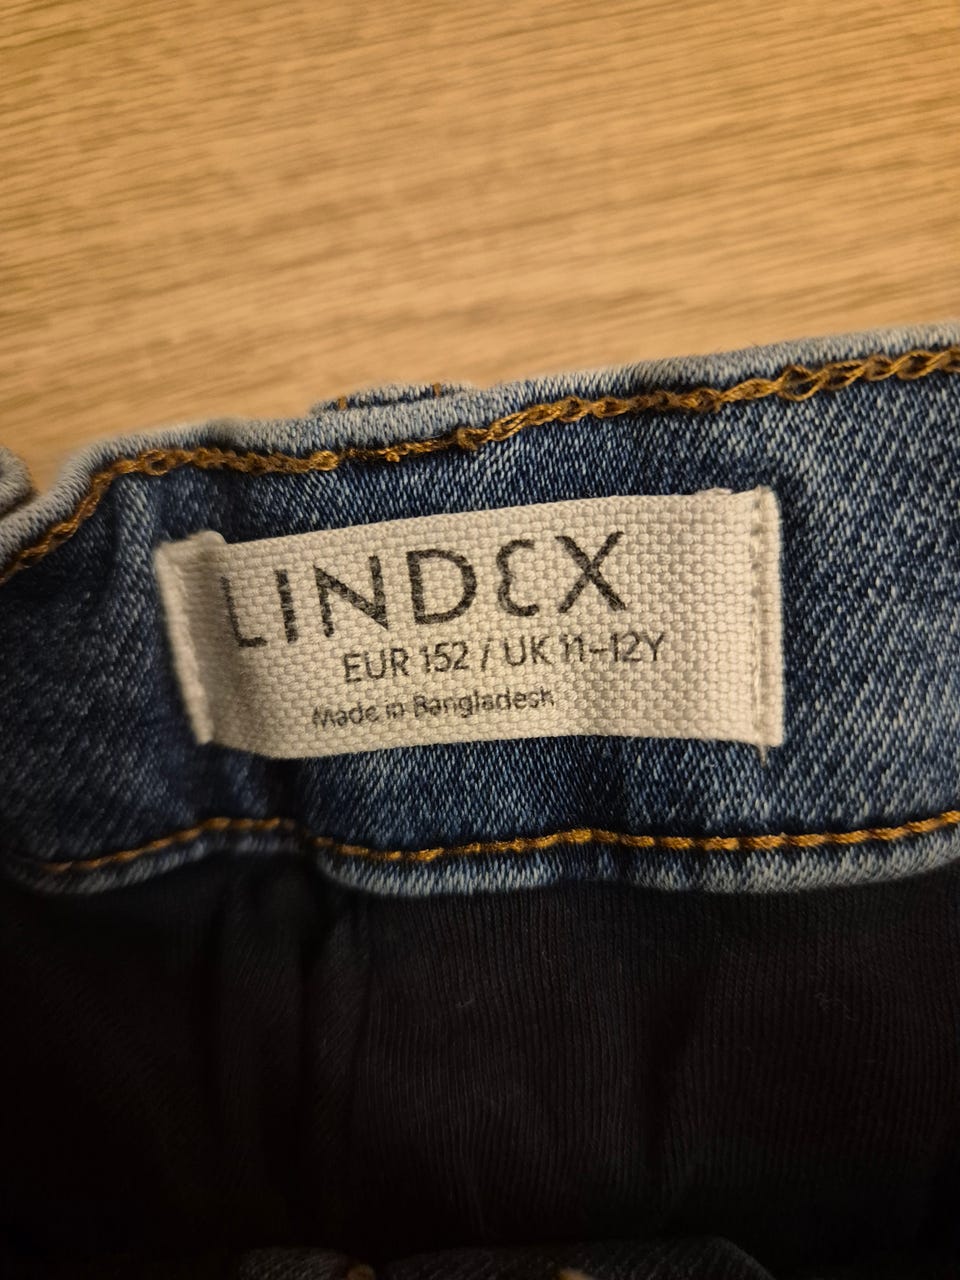 LINDEX
EUR 152 / UK 11-12Y
Made in Bangladesh